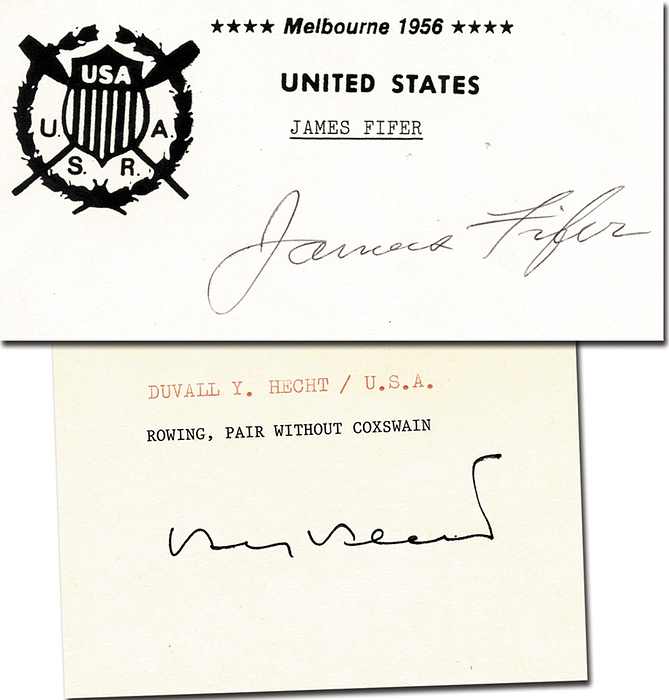 ★★★★ Melbourne 1956 ★★★★
UNITED STATES
JAMES FIFER
USA
U. A.
S. R.
James Fifer
DUVALL Y. HECHT / U.S.A.
ROWING, PAIR WITHOUT COXSWAIN